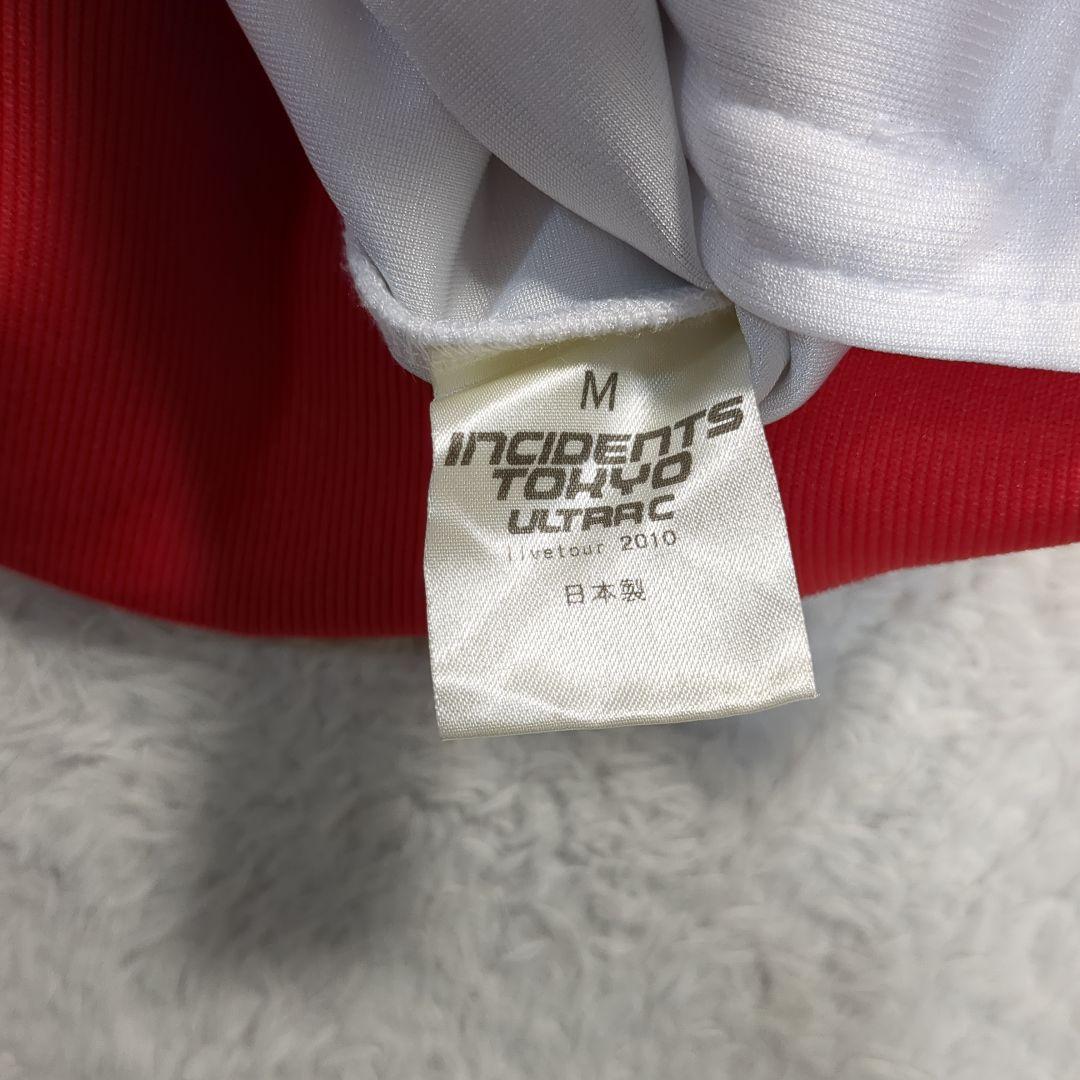 M
INCIDENTS
TOKYO
ULTRA C
livetour 2010
日本製